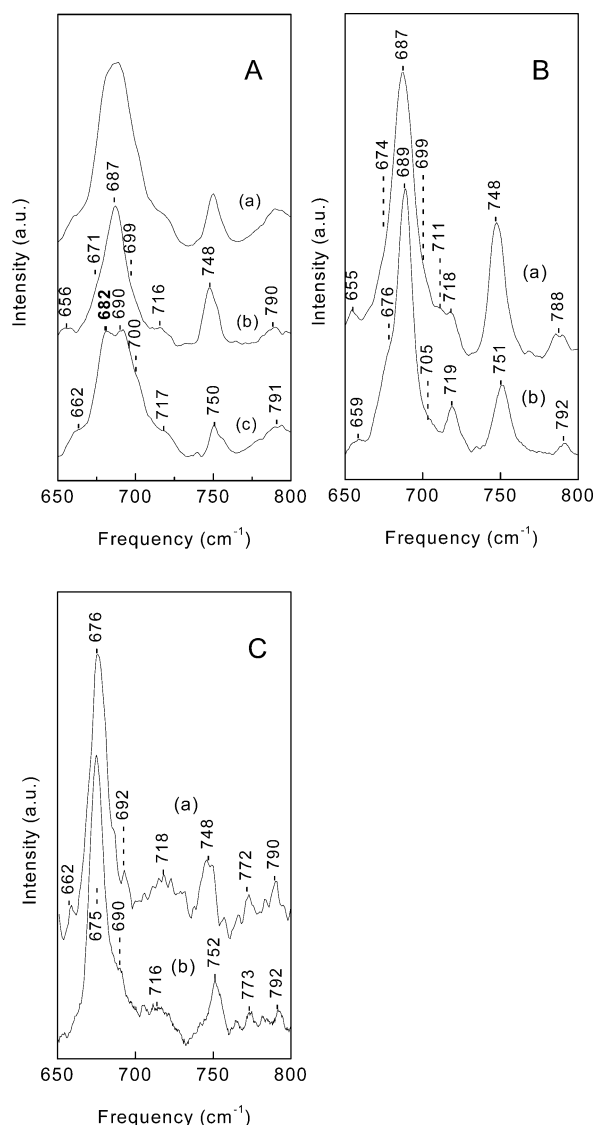 A
Intensity (a.u.)
(a)
656
671
687
699
716
748
790
(b)
662
682
690
700
717
750
791
(c)
650 700 750 800
Frequency (cm⁻¹)
B
Intensity (a.u.)
655
674
687
699
711
718
748
788
(a)
659
676
689
705
719
751
792
(b)
650 700 750 800
Frequency (cm⁻¹)
C
Intensity (a.u.)
662
676
692
718
748
772
790
(a)
675
690
716
752
773
792
(b)
650 700 750 800
Frequency (cm⁻¹)